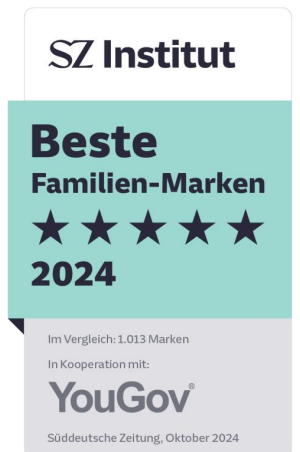 SZ Institut
Beste
Familien-Marken
2024
Im Vergleich: 1.013 Marken
In Kooperation mit:
YouGov®
Süddeutsche Zeitung, Oktober 2024